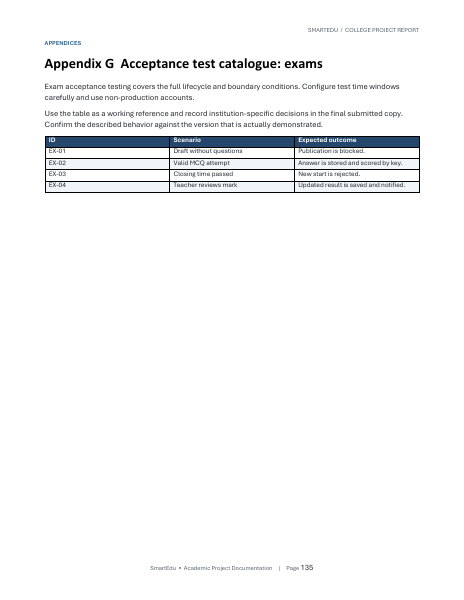 SMARTEDU / COLLEGE PROJECT REPORT
APPENDICES
Appendix G Acceptance test catalogue: exams
Exam acceptance testing covers the full lifecycle and boundary conditions. Configure test time windows
carefully and use non-production accounts.
Use the table as a working reference and record institution-specific decisions in the final submitted copy.
Confirm the described behavior against the version that is actually demonstrated.
ID Scenario Expected outcome
EX-01 Draft without questions Publication is blocked.
EX-02 Valid MCQ attempt Answer is stored and scored by key.
EX-03 Closing time passed New start is rejected.
EX-04 Teacher reviews mark Updated result is saved and notified.
SmartEdu • Academic Project Documentation | Page 135